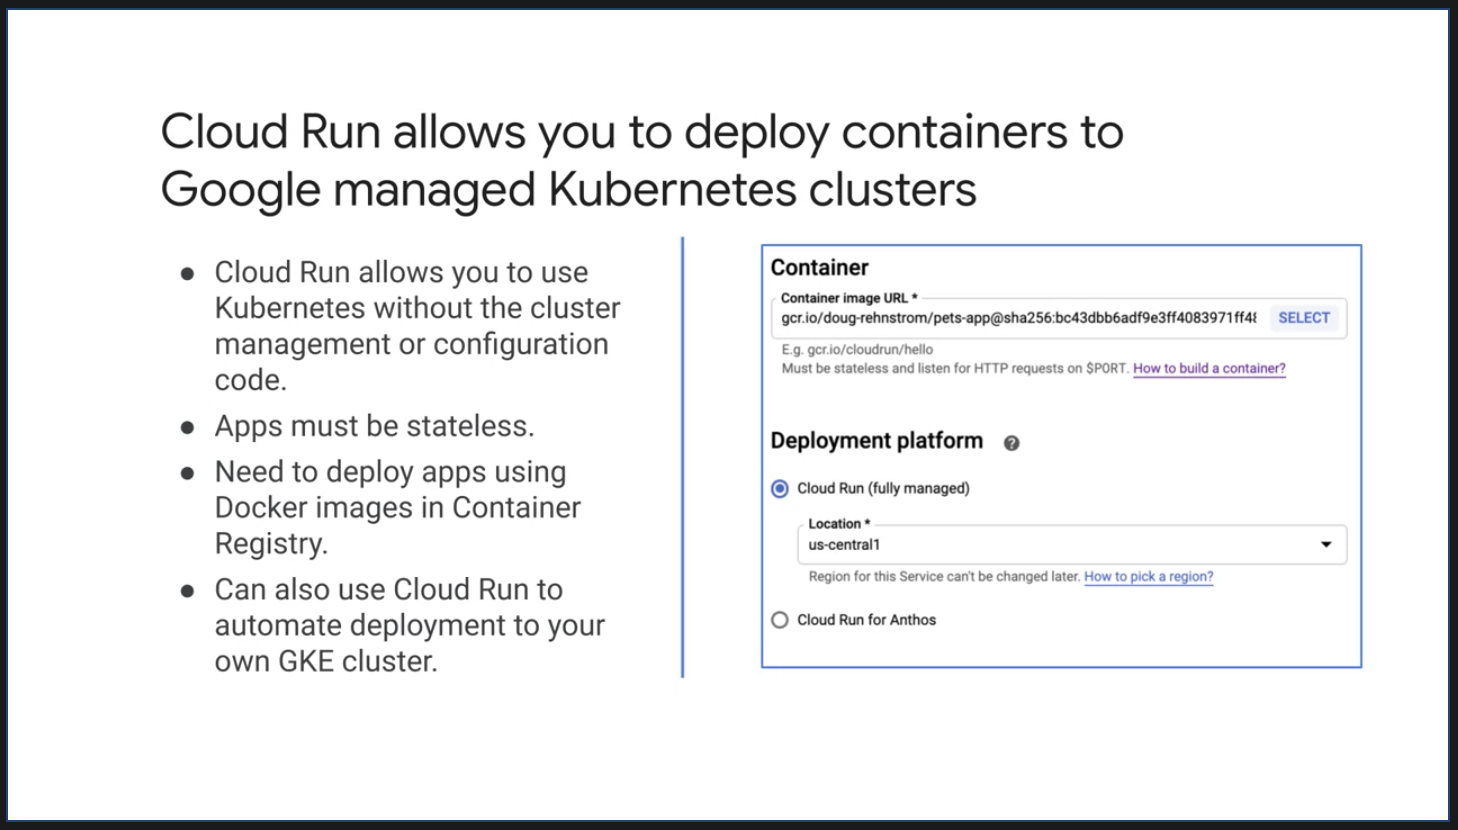 Cloud Run allows you to deploy containers to
Google managed Kubernetes clusters
● Cloud Run allows you to use
Kubernetes without the cluster
management or configuration
code.
● Apps must be stateless.
● Need to deploy apps using
Docker images in Container
Registry.
● Can also use Cloud Run to
automate deployment to your
own GKE cluster.
Container
Container image URL *
gcr.io/doug-rehnstrom/pets-app@sha256:bc43dbb6adf9e3ff4083971ff48
SELECT
E.g. gcr.io/cloudrun/hello
Must be stateless and listen for HTTP requests on $PORT. How to build a container?
Deployment platform ?
Cloud Run (fully managed)
Location *
us-central1
Region for this Service can't be changed later. How to pick a region?
Cloud Run for Anthos